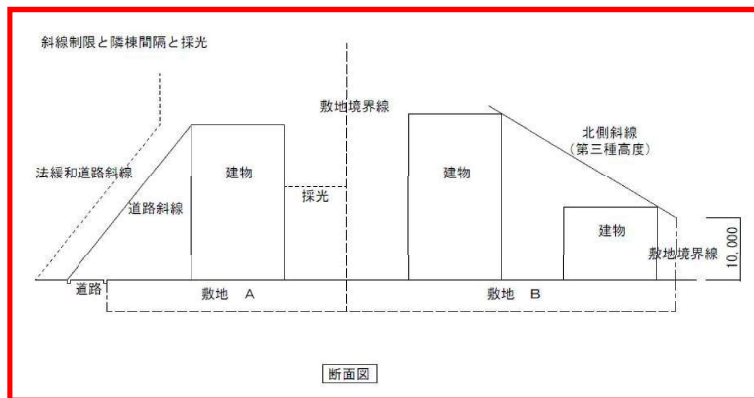 斜線制限と隣棟間隔と採光
敷地境界線
北側斜線
(第三種高度)
法緩和道路斜線
建物
建物
採光
道路斜線
建物
敷地境界線
10,000
道路
敷地 A
敷地 B
断面図